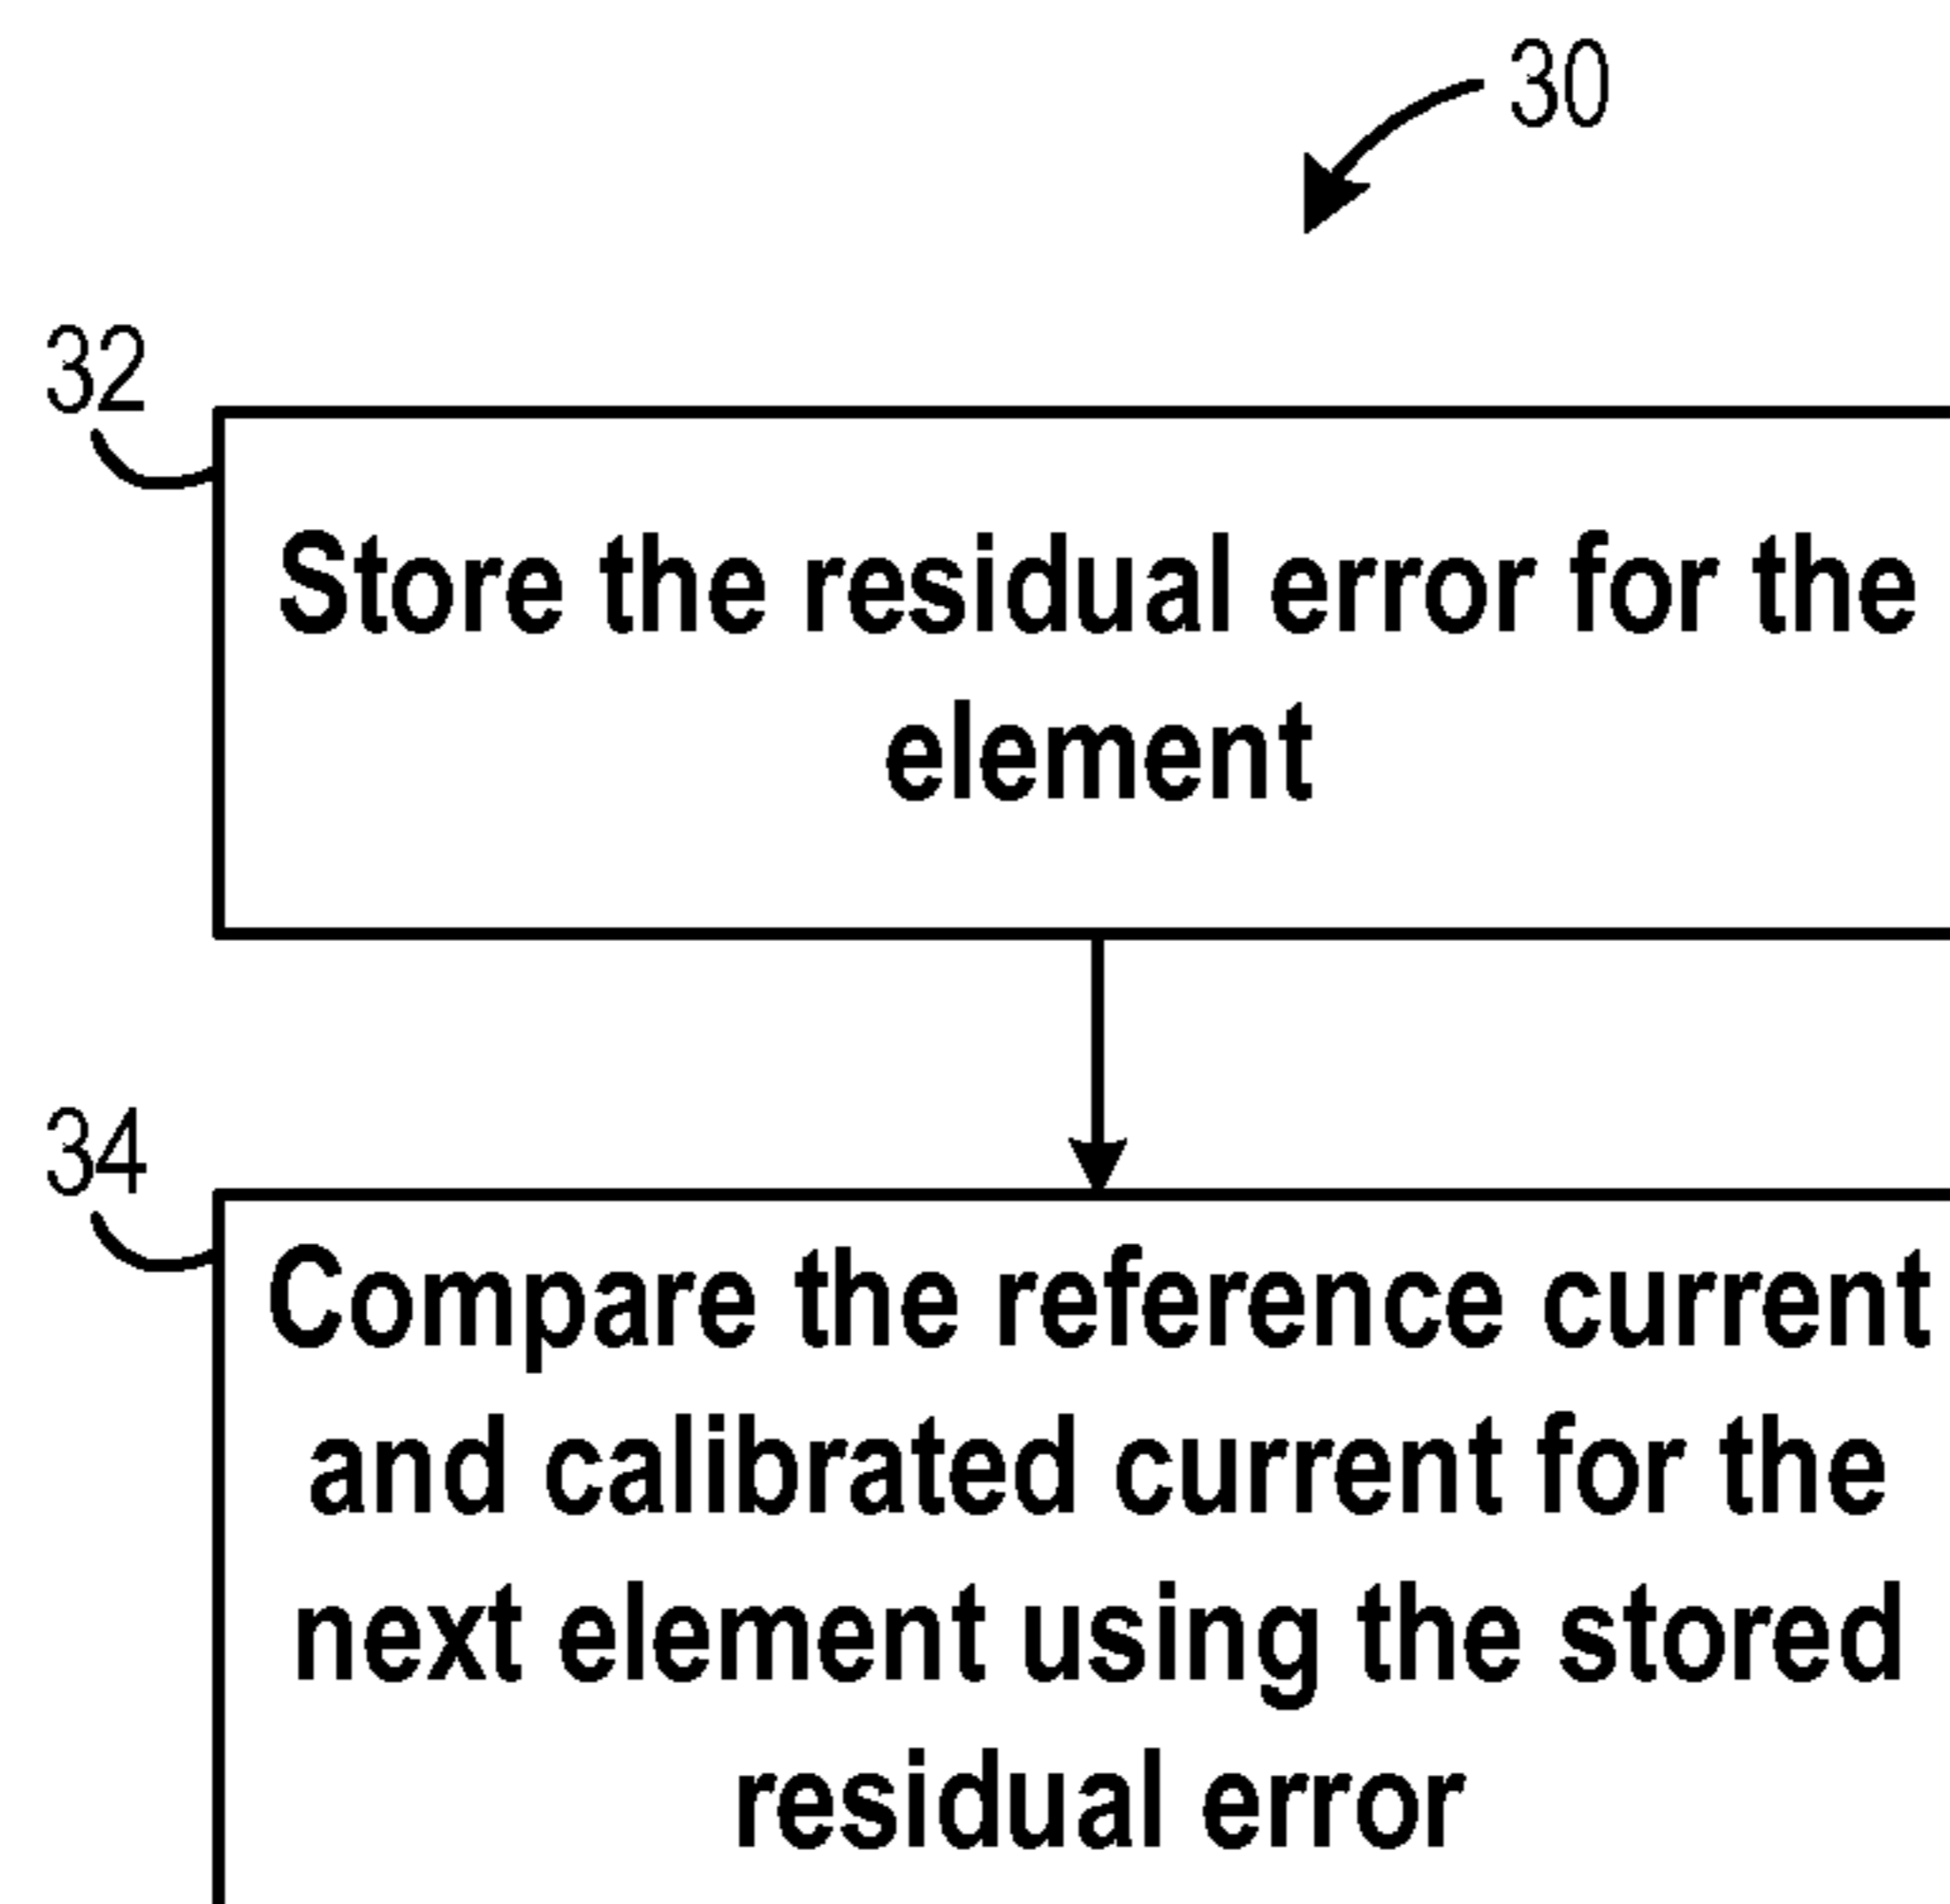 30
32
Store the residual error for the
element
34
Compare the reference current
and calibrated current for the
next element using the stored
residual error